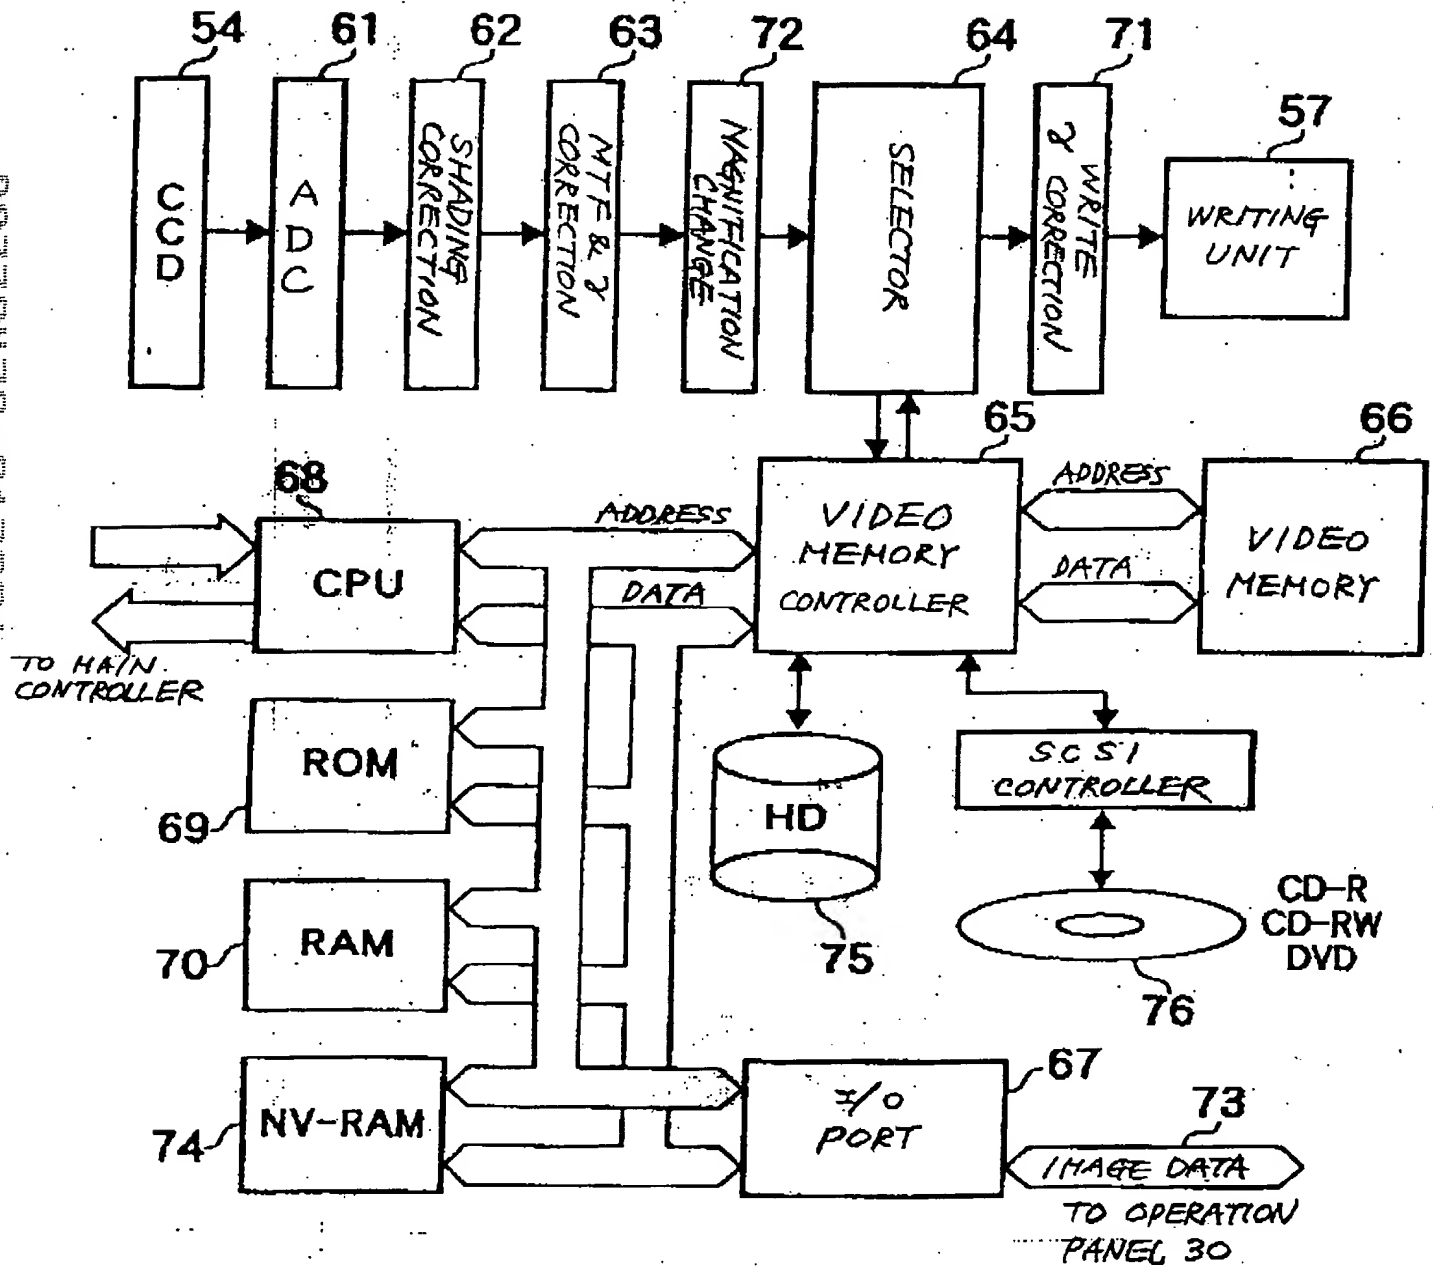 54
61
62
63
72
64
71
57
CCD
ADC
SHADING
CORRECTION
MTF & γ
CORRECTION
MAGNIFICATION
CHANGE
SELECTOR
WRITE
γ CORRECTION
WRITING
UNIT
65
66
68
ADDRESS
DATA
CPU
VIDEO
MEMORY
CONTROLLER
ADDRESS
DATA
VIDEO
MEMORY
TO MAIN
CONTROLLER
ROM
69
HD
75
SCSI
CONTROLLER
CD-R
CD-RW
DVD
76
RAM
70
NV-RAM
74
I/O
PORT
67
73
IMAGE DATA
TO OPERATION
PANEL 30